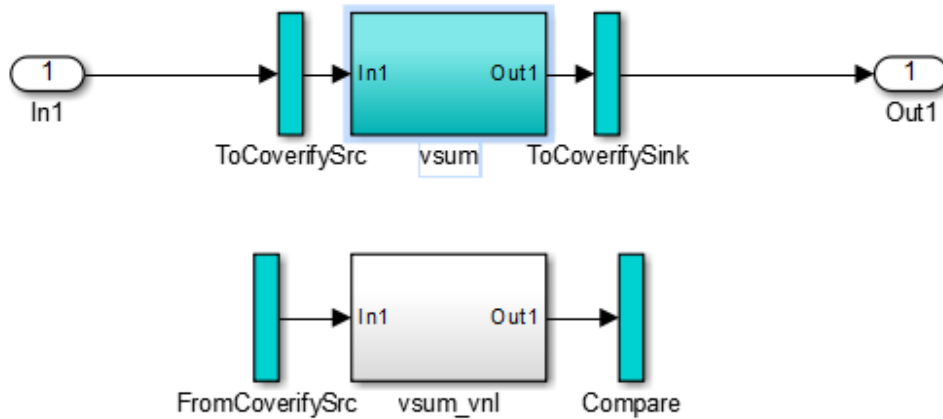 1
In1
ToCoverifySrc
In1 Out1
vsum
ToCoverifySink
1
Out1
FromCoverifySrc
In1 Out1
vsum_vnl
Compare